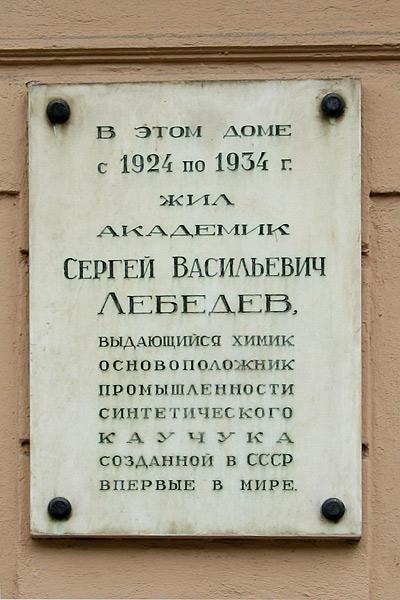 В ЭТОМ ДОМЕ
с 1924 по 1934 г.
ЖИЛ
АКАДЕМИК
СЕРГЕЙ ВАСИЛЬЕВИЧ
ЛЕБЕДЕВ,
ВЫДАЮЩИЙСЯ ХИМИК
ОСНОВОПОЛОЖНИК
ПРОМЫШЛЕННОСТИ
СИНТЕТИЧЕСКОГО
КАУЧУКА
СОЗДАННОЙ В СССР
ВПЕРВЫЕ В МИРЕ.